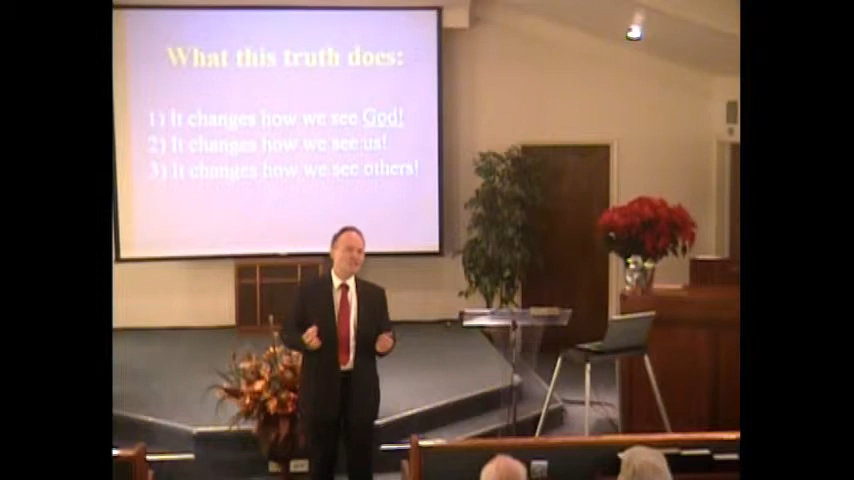 What this truth does:
1) It changes how we see God!
2) It changes how we see us!
3) It changes how we see others!